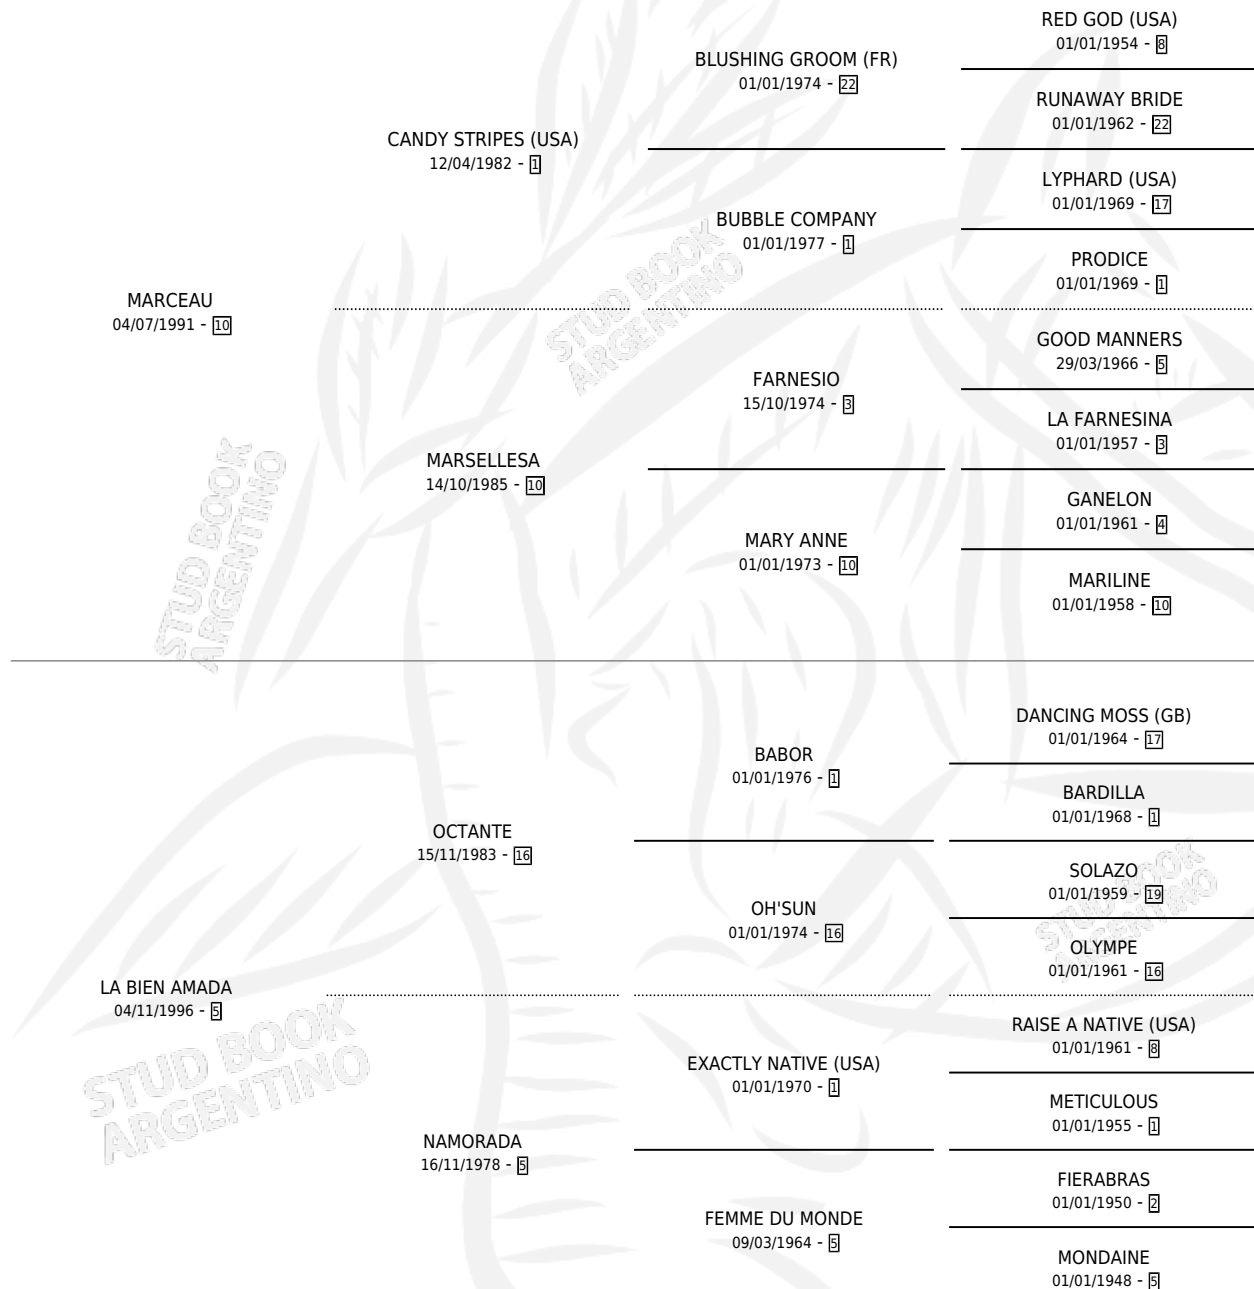 RED GOD (USA)
01/01/1954 - 8
BLUSHING GROOM (FR)
01/01/1974 - 22
RUNAWAY BRIDE
01/01/1962 - 22
CANDY STRIPES (USA)
12/04/1982 - 1
LYPHARD (USA)
01/01/1969 - 17
BUBBLE COMPANY
01/01/1977 - 1
PRODICE
01/01/1969 - 1
MARCEAU
04/07/1991 - 10
STUD BOOK
ARGENTINO
GOOD MANNERS
29/03/1966 - 5
FARNESIO
15/10/1974 - 3
LA FARNESINA
01/01/1957 - 3
MARSELLESA
14/10/1985 - 10
GANELON
01/01/1961 - 4
MARY ANNE
01/01/1973 - 10
MARILINE
01/01/1958 - 10
STUD BOOK
ARGENTINO
DANCING MOSS (GB)
01/01/1964 - 17
BABOR
01/01/1976 - 1
BARDILLA
01/01/1968 - 1
OCTANTE
15/11/1983 - 16
SOLAZO
01/01/1959 - 19
OH'SUN
01/01/1974 - 16
OLYMPE
01/01/1961 - 16
STUD BOOK
ARGENTINO
LA BIEN AMADA
04/11/1996 - 5
STUD BOOK
ARGENTINO
RAISE A NATIVE (USA)
01/01/1961 - 8
EXACTLY NATIVE (USA)
01/01/1970 - 1
METICULOUS
01/01/1955 - 1
NAMORADA
16/11/1978 - 5
FIERABRAS
01/01/1950 - 2
FEMME DU MONDE
09/03/1964 - 5
MONDAINE
01/01/1948 - 5